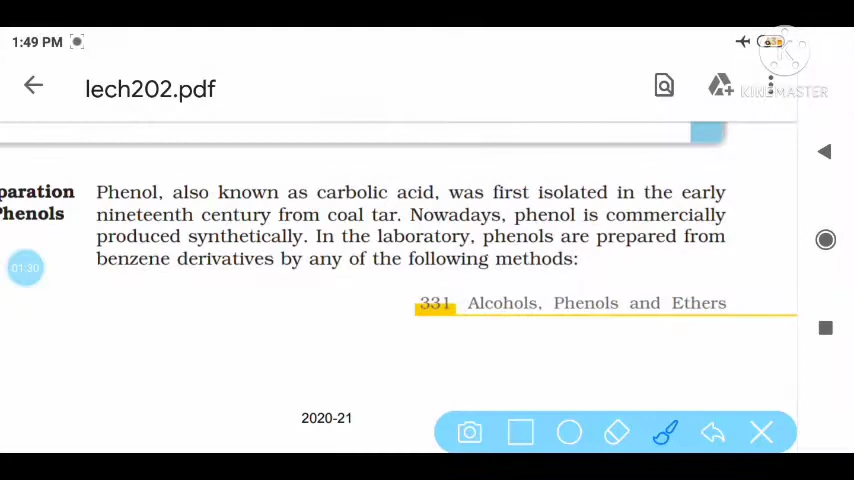 1:49 PM
lech202.pdf
KINEMASTER
paration Phenol, also known as carbolic acid, was first isolated in the early
Phenols nineteenth century from coal tar. Nowadays, phenol is commercially
produced synthetically. In the laboratory, phenols are prepared from
01:30 benzene derivatives by any of the following methods:
331 Alcohols, Phenols and Ethers
2020-21